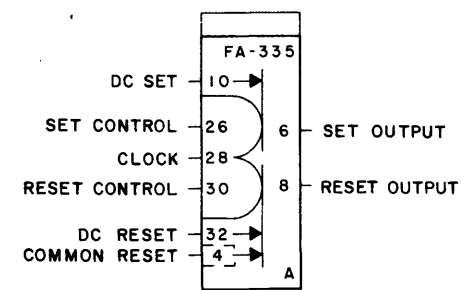 FA-335
DC SET 10
SET CONTROL 26 6 SET OUTPUT
CLOCK 28
RESET CONTROL 30 8 RESET OUTPUT
DC RESET 32
COMMON RESET 4
A